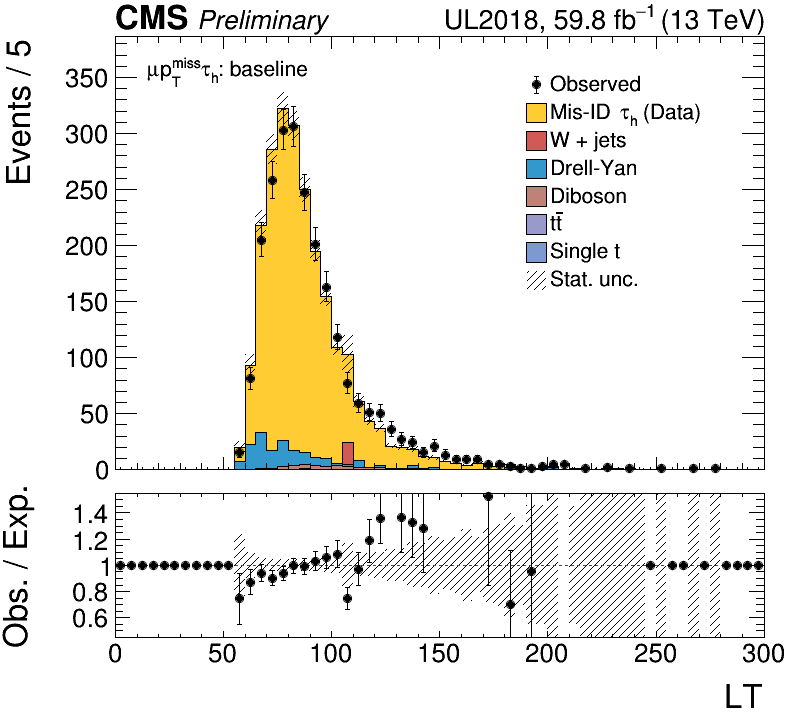 CMS Preliminary UL2018, 59.8 fb⁻¹ (13 TeV)
Events / 5
μp_T^miss τ_h: baseline
350
300
250
200
150
100
50
0
Observed
Mis-ID τ_h (Data)
W + jets
Drell-Yan
Diboson
tt̄
Single t
Stat. unc.
Obs. / Exp.
1.4
1.2
1
0.8
0.6
0 50 100 150 200 250 300
LT